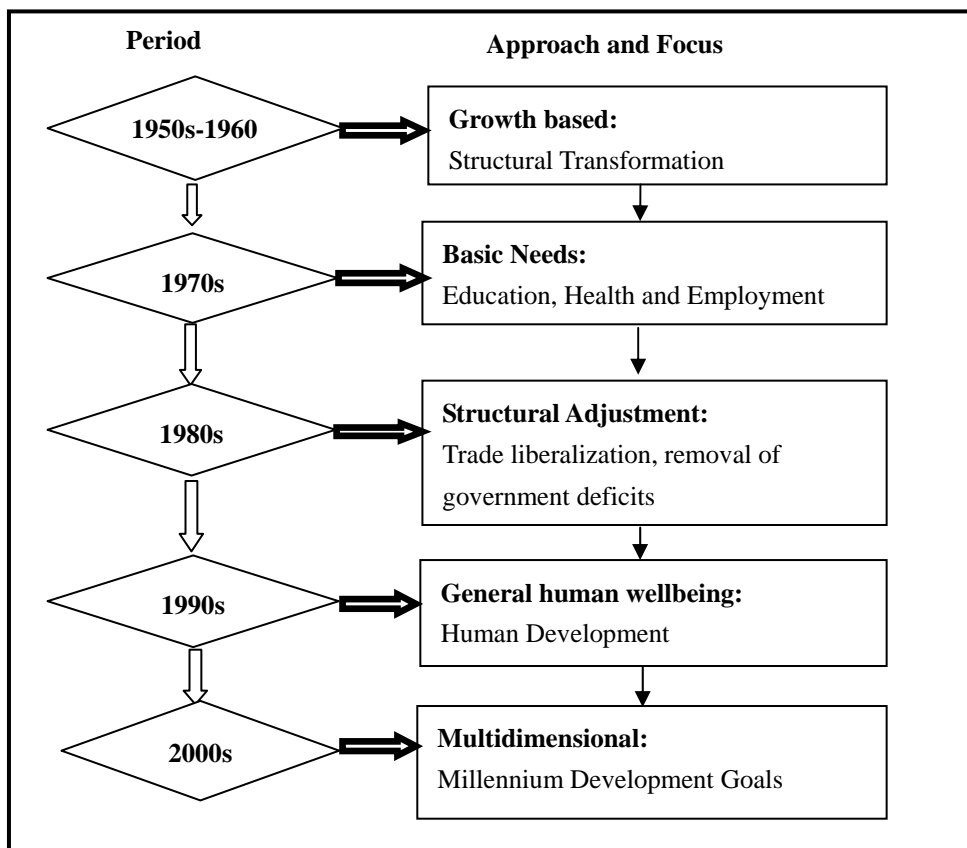 Period
Approach and Focus
1950s-1960
Growth based:
Structural Transformation
1970s
Basic Needs:
Education, Health and Employment
1980s
Structural Adjustment:
Trade liberalization, removal of
government deficits
1990s
General human wellbeing:
Human Development
2000s
Multidimensional:
Millennium Development Goals